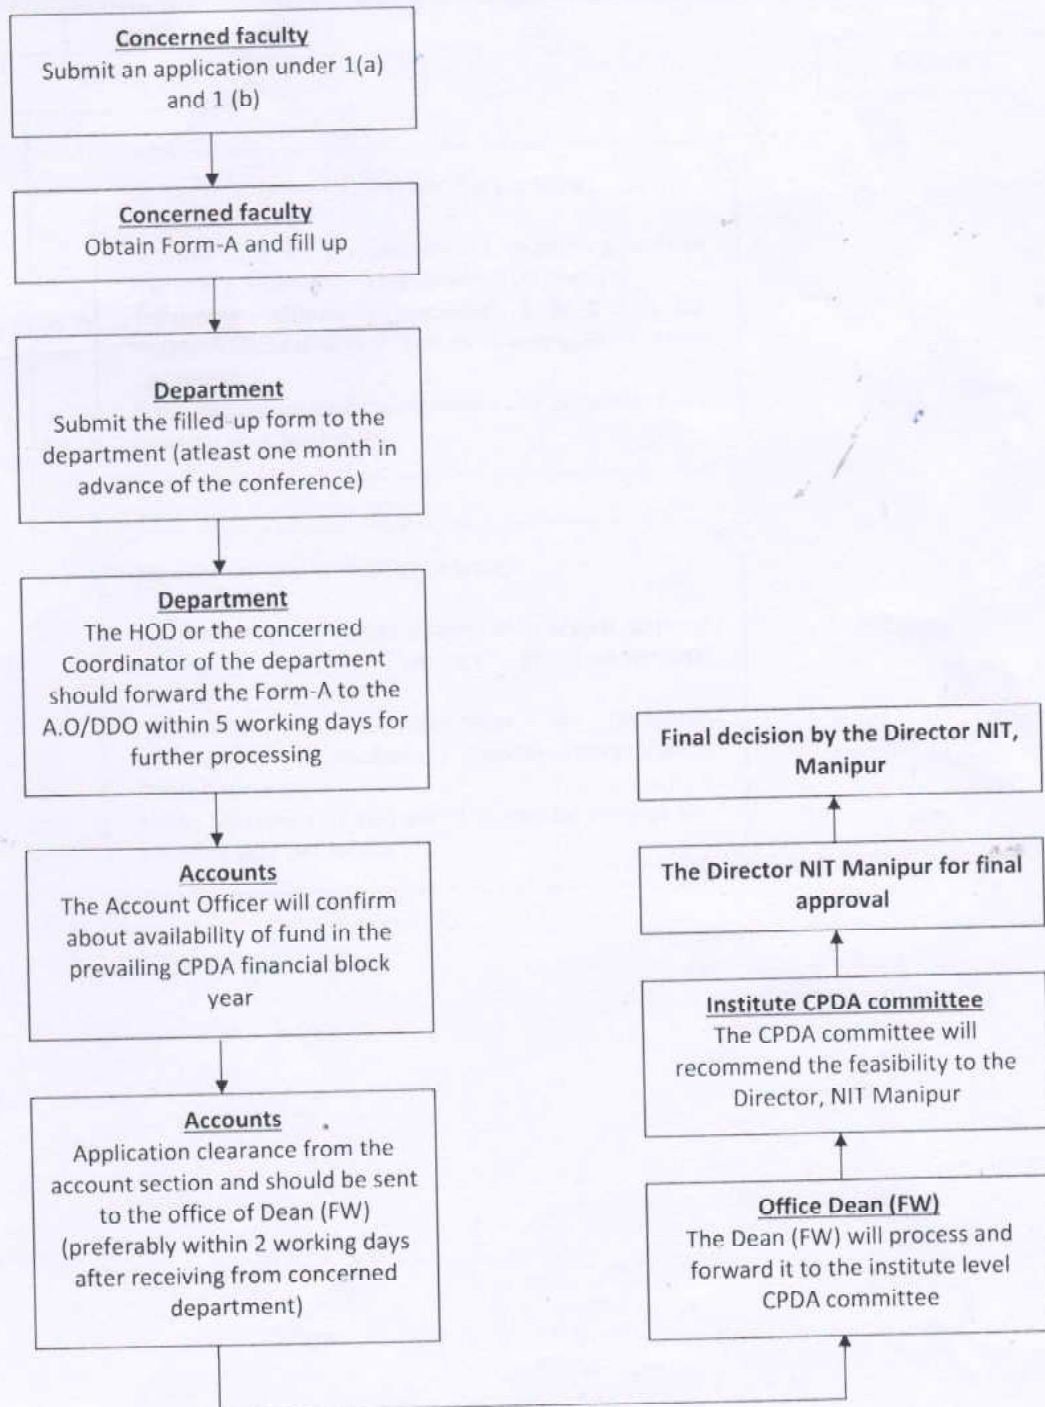 Concerned faculty
Submit an application under 1(a)
and 1 (b)
Concerned faculty
Obtain Form-A and fill up
Department
Submit the filled-up form to the
department (atleast one month in
advance of the conference)
Department
The HOD or the concerned
Coordinator of the department
should forward the Form-A to the
A.O/DDO within 5 working days for
further processing
Accounts
The Account Officer will confirm
about availability of fund in the
prevailing CPDA financial block
year
Accounts
Application clearance from the
account section and should be sent
to the office of Dean (FW)
(preferably within 2 working days
after receiving from concerned
department)
Office Dean (FW)
The Dean (FW) will process and
forward it to the institute level
CPDA committee
Institute CPDA committee
The CPDA committee will
recommend the feasibility to the
Director, NIT Manipur
The Director NIT Manipur for final
approval
Final decision by the Director NIT,
Manipur